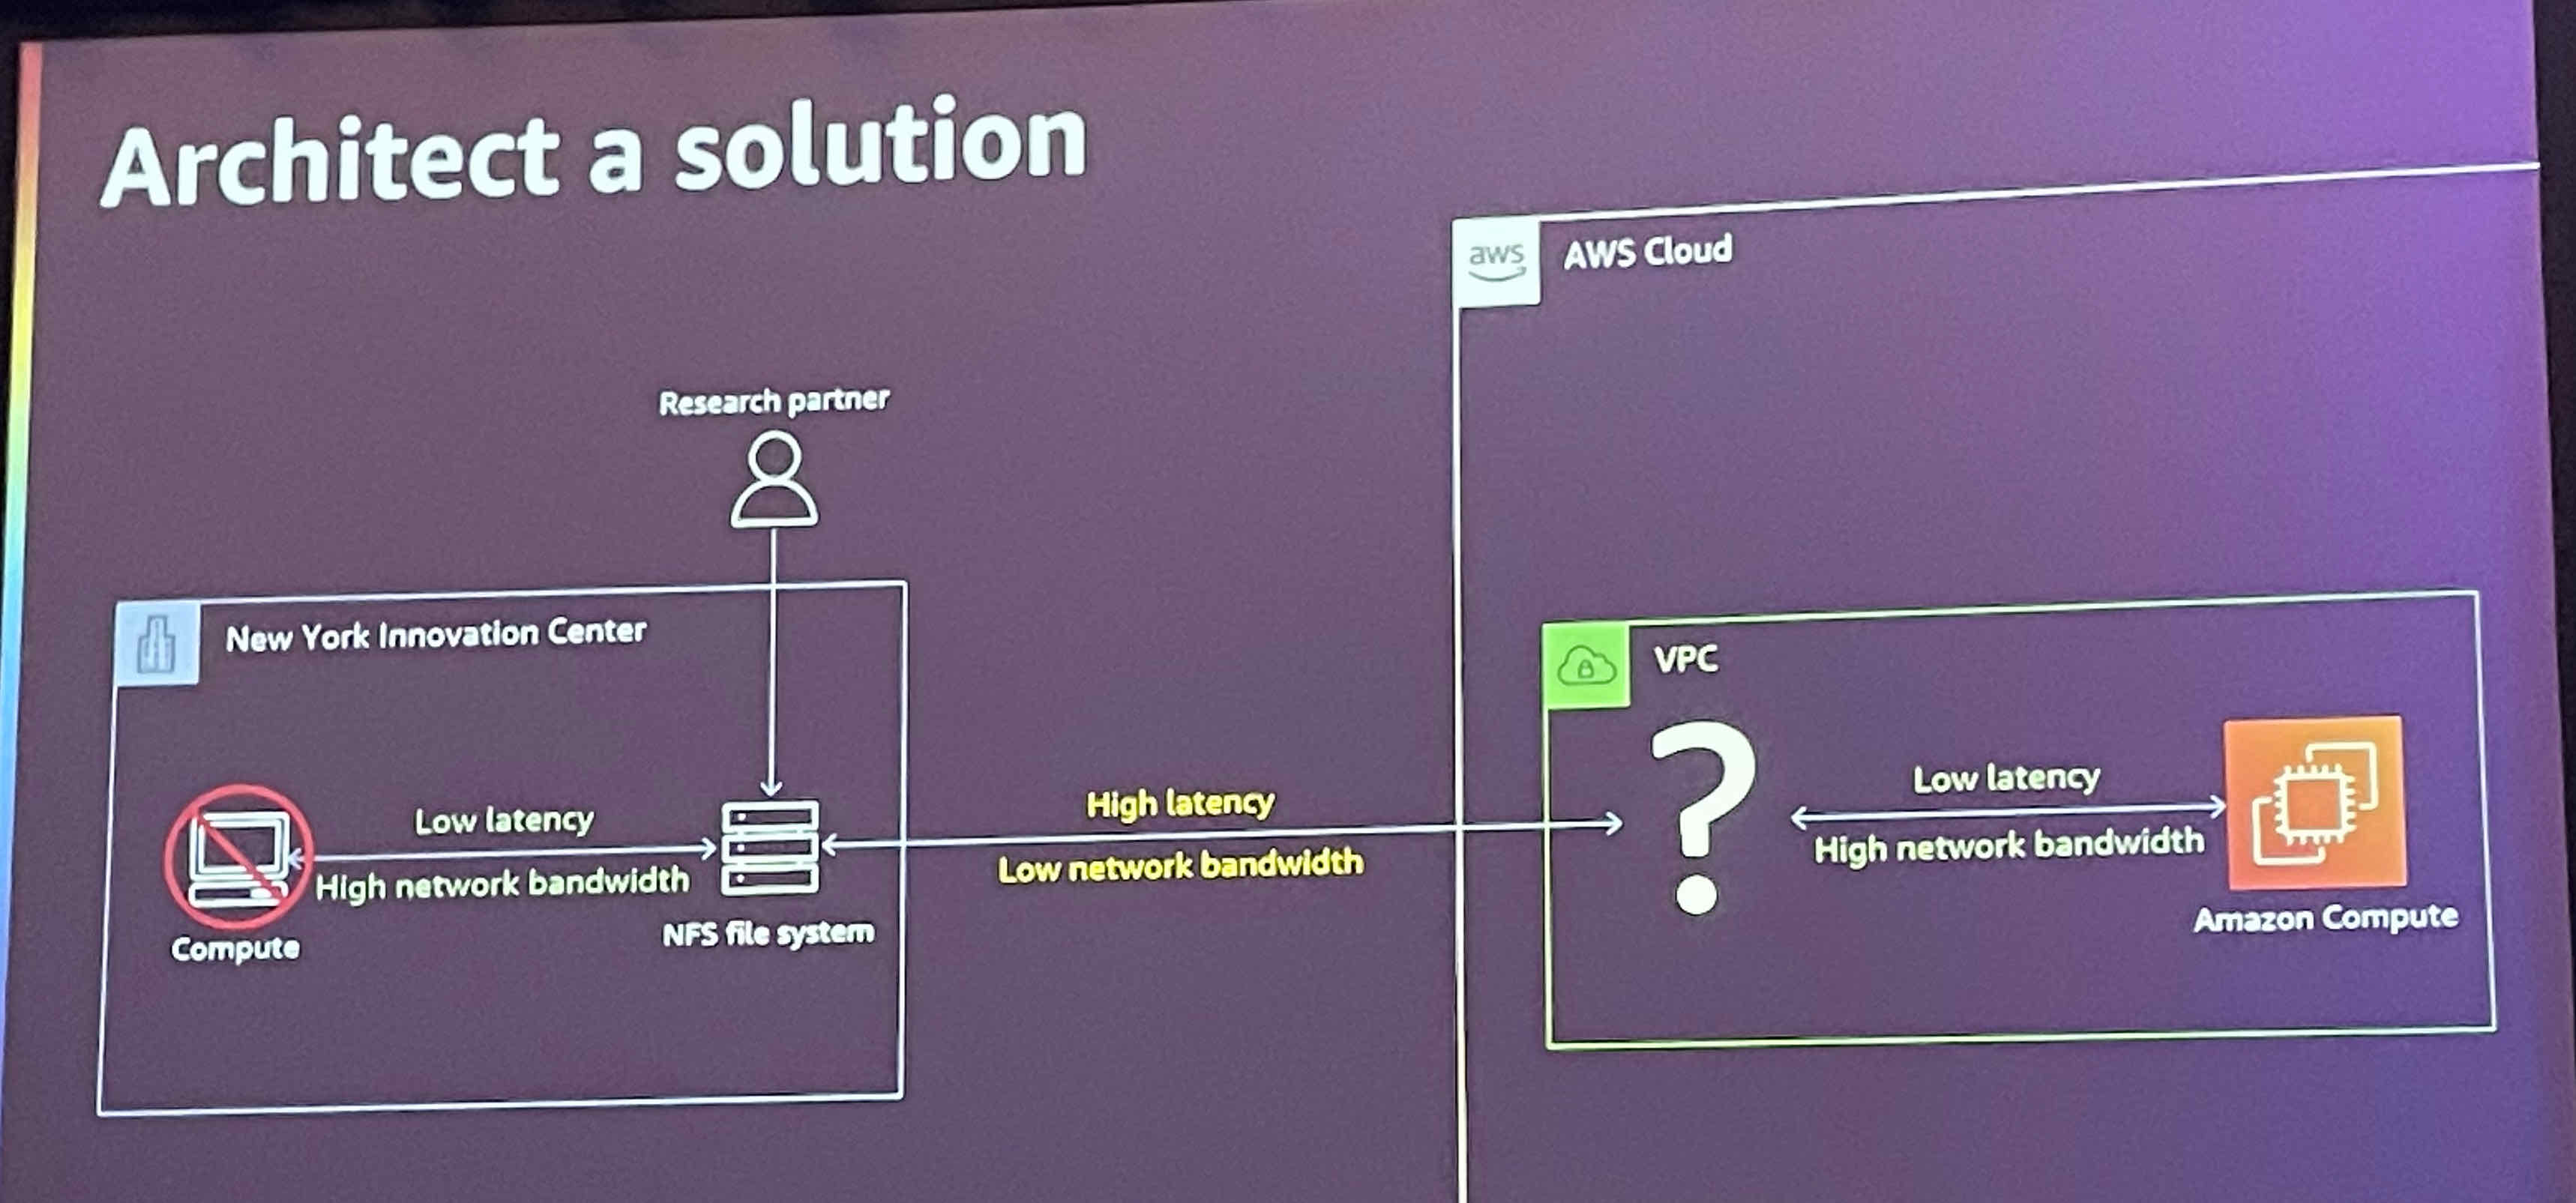 Architect a solution
aws
AWS Cloud
Research partner
New York Innovation Center
VPC
Low latency
High network bandwidth
Compute
NFS file system
High latency
Low network bandwidth
Low latency
High network bandwidth
Amazon Compute